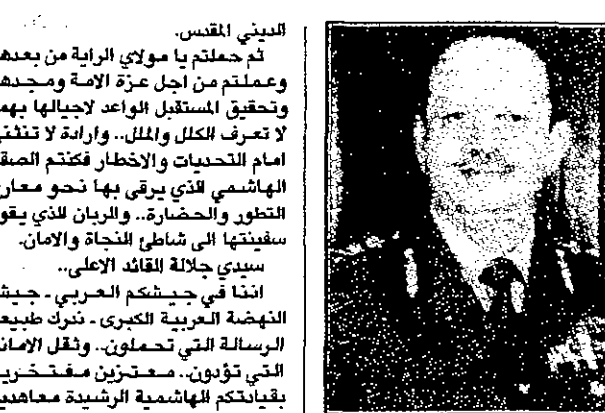 الديني المقدس.
ثم حملتم يا مولاي الراية من بعدهم
وعملتم من اجل عزة الامة ومجدها
وتحقيق المستقبل الواعد لاجيالها بهمة
لا تعرف الكلل والملل.. وارادة لا تنثني
امام التحديات والاخطار فكنتم الصقر
الهاشمي الذي يرقى بها نحو معارج
التطور والحضارة.. والربان الذي يقود
سفينتها الى شاطئ النجاة والامان.
سيدي جلالة القائد الاعلى..
اننا في جيشكم العربي - جيش
النهضة العربية الكبرى - ندرك طبيعة
الرسالة التي تحملون.. وثقل الامانة
التي تؤدون.. معتزين مفتخرين
بقيادتكم الهاشمية الرشيدة معاهدين